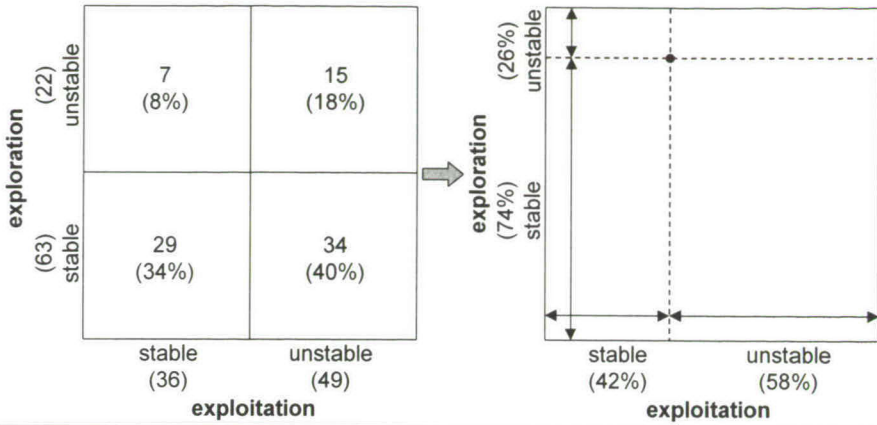 exploration
(22)
unstable
7
(8%)
15
(18%)
(63)
stable
29
(34%)
34
(40%)
stable
(36)
unstable
(49)
exploitation
exploration
(26%)
unstable
(74%)
stable
stable
(42%)
unstable
(58%)
exploitation